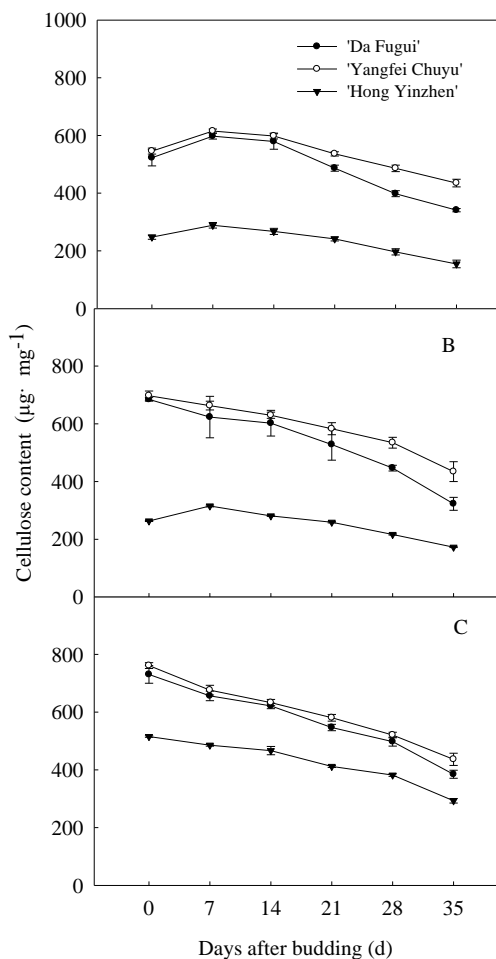 1000
'Da Fugui'
'Yangfei Chuyu'
'Hong Yinzhen'
800
600
400
200
0
B
800
600
400
200
0
Cellulose content (μg· mg-1)
C
800
600
400
200
0
0 7 14 21 28 35
Days after budding (d)